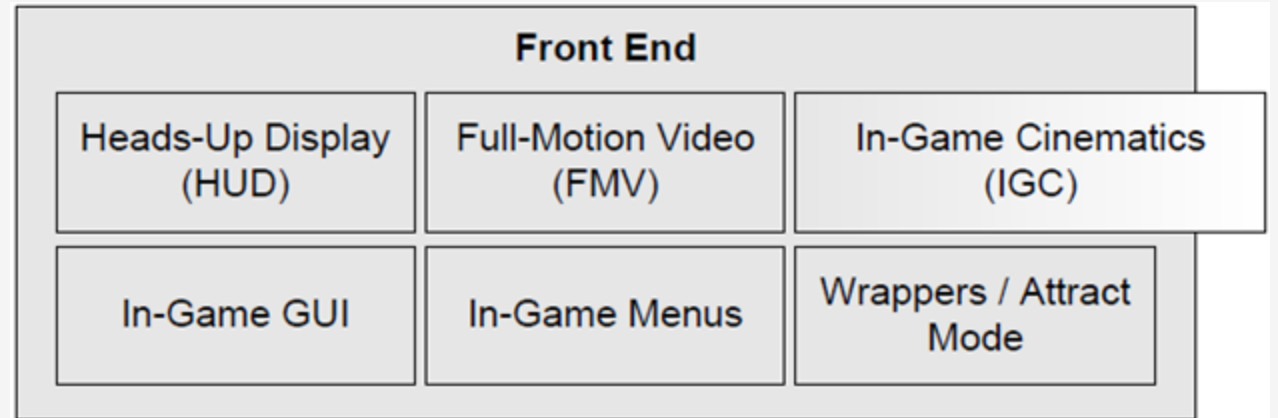 Front End
Heads-Up Display
(HUD)
Full-Motion Video
(FMV)
In-Game Cinematics
(IGC)
In-Game GUI
In-Game Menus
Wrappers / Attract
Mode